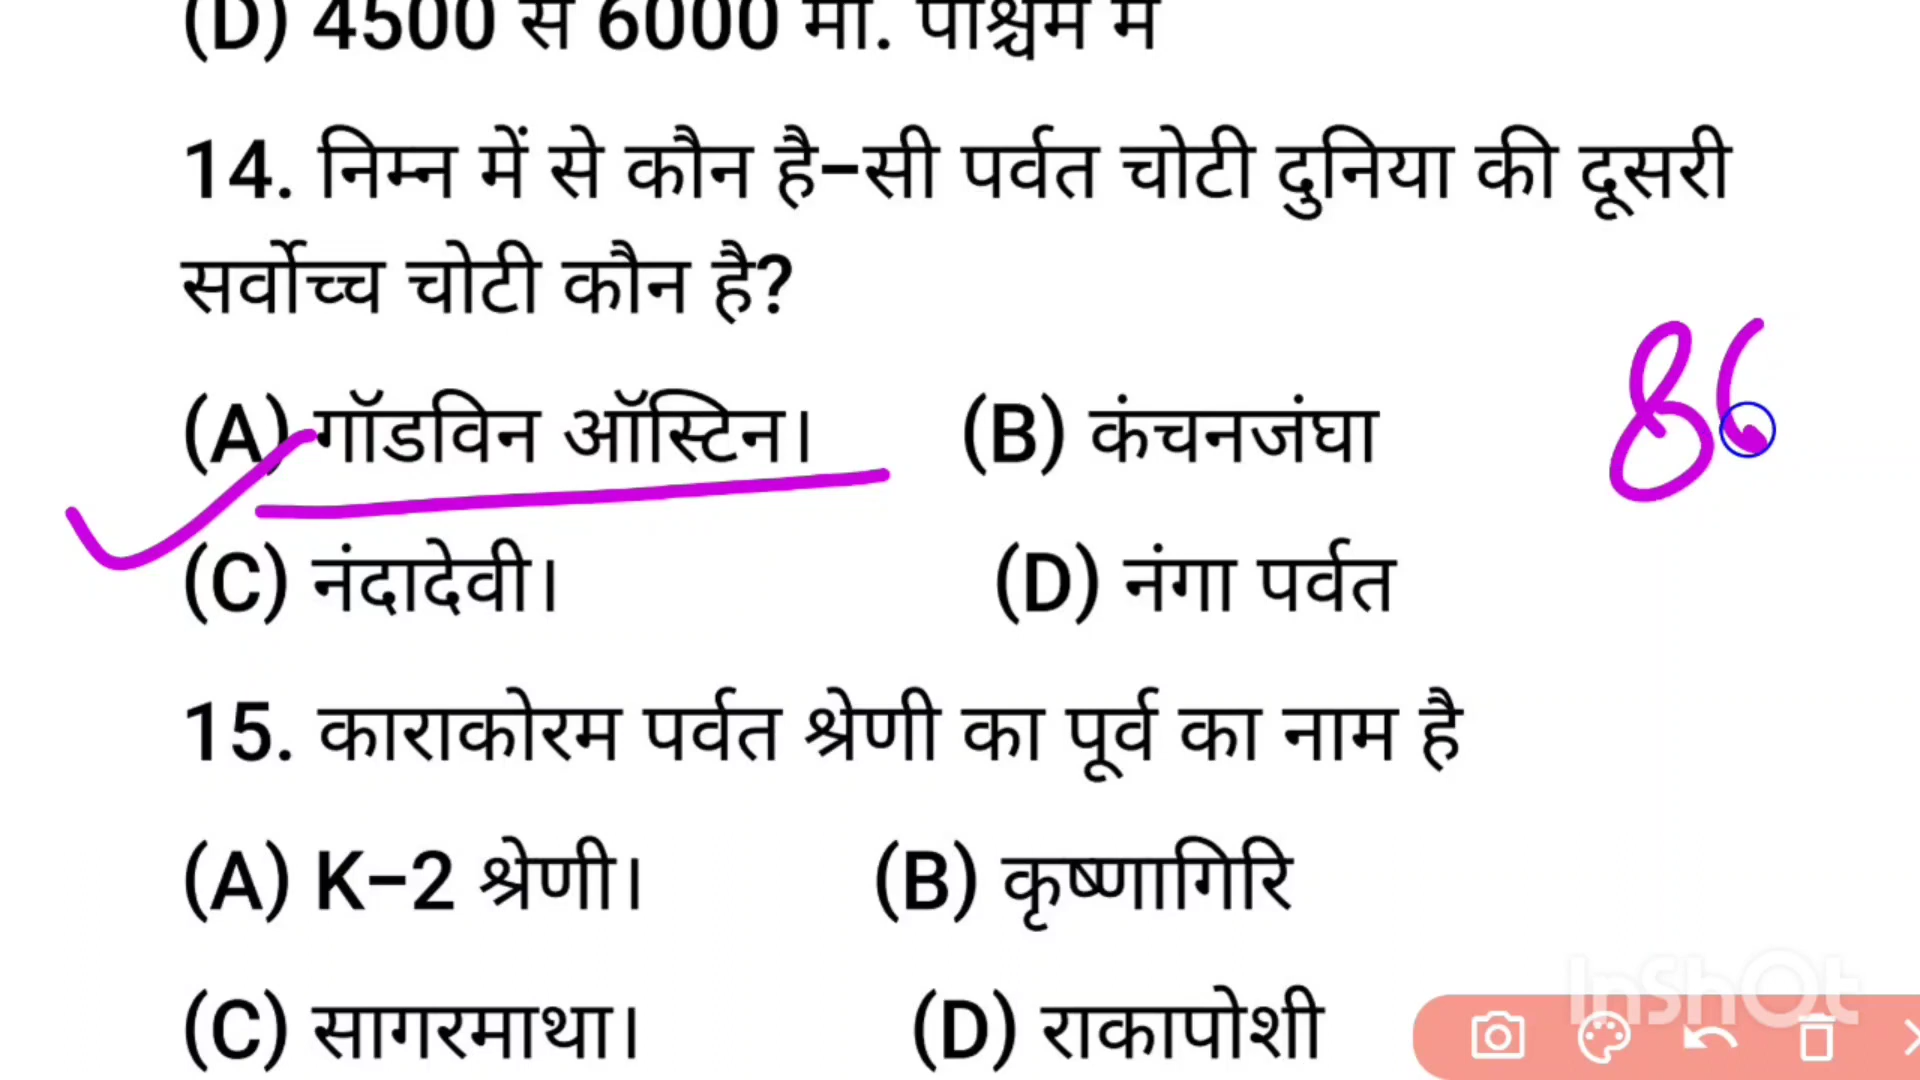 (D) 4500 से 6000 मी. पश्चिम में
14. निम्न में से कौन है-सी पर्वत चोटी दुनिया की दूसरी
सर्वोच्च चोटी कौन है?
(A) गॉडविन ऑस्टिन। (B) कंचनजंघा
86
(C) नंदादेवी। (D) नंगा पर्वत
15. काराकोरम पर्वत श्रेणी का पूर्व का नाम है
(A) K-2 श्रेणी। (B) कृष्णागिरि
(C) सागरमाथा। (D) राकापोशी
InShOt